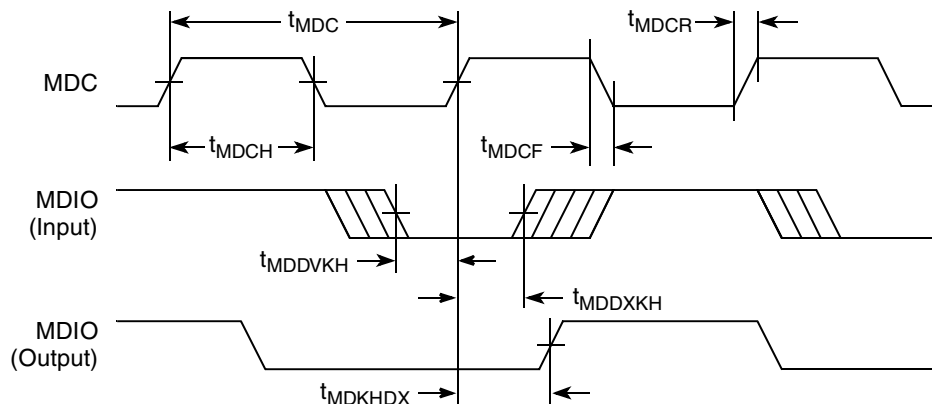 tMDC
tMDCR
MDC
tMDCH
tMDCF
MDIO
(Input)
tMDDVKH
tMDDXKH
MDIO
(Output)
tMDKHDX